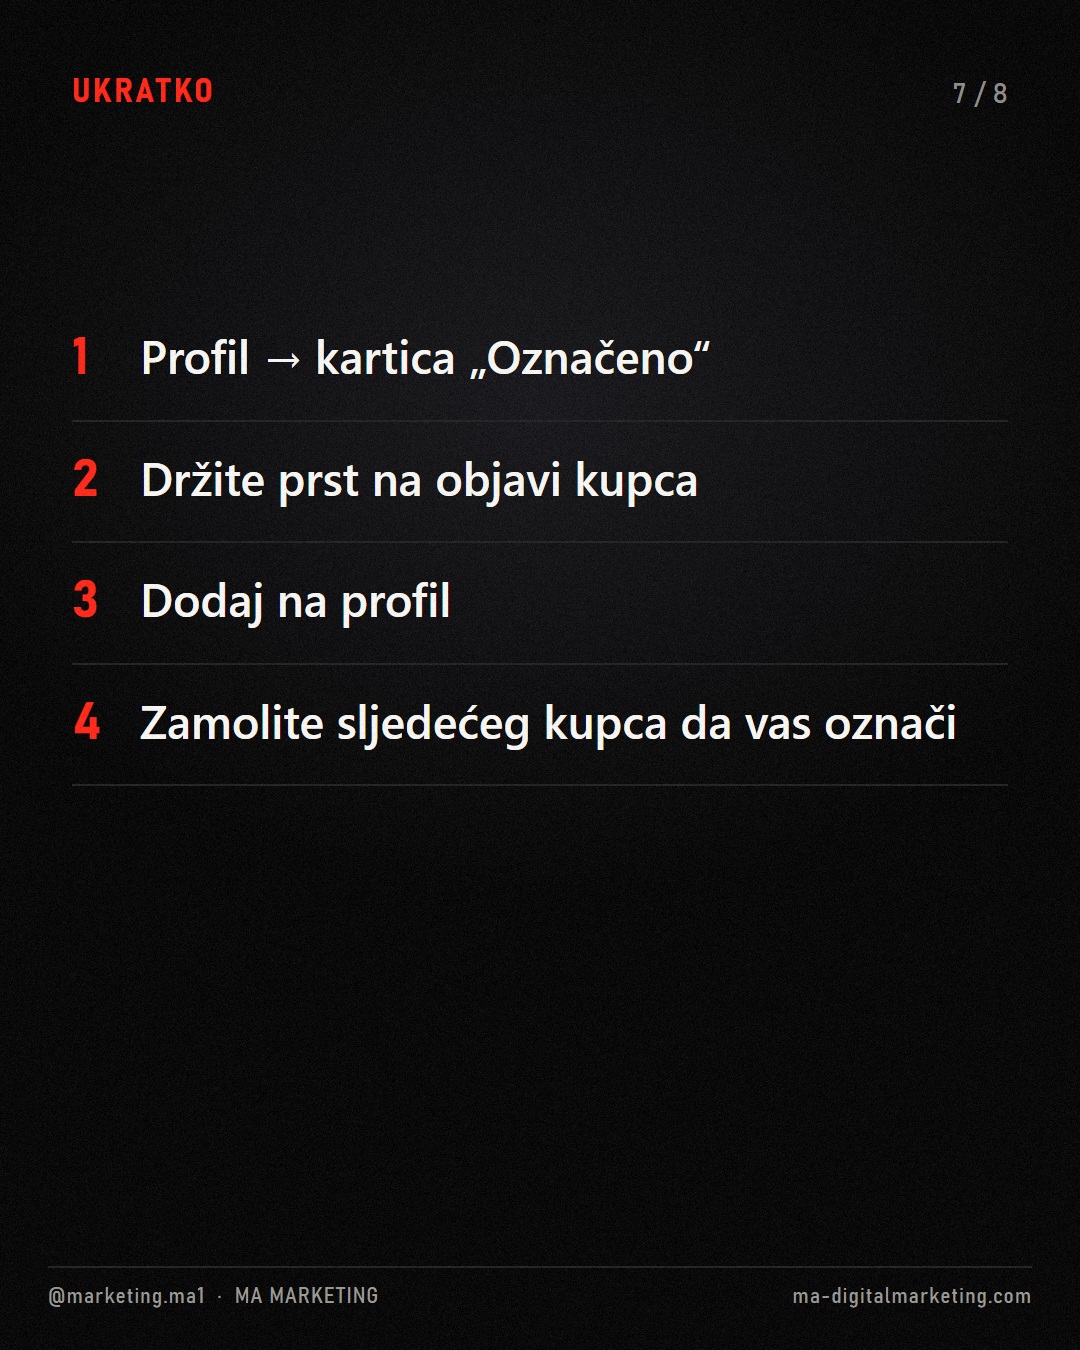 UKRATKO
7 / 8
1 Profil → kartica „Označeno“
2 Držite prst na objavi kupca
3 Dodaj na profil
4 Zamolite sljedećeg kupca da vas označi
@marketing.ma1 · MA MARKETING
ma-digitalmarketing.com